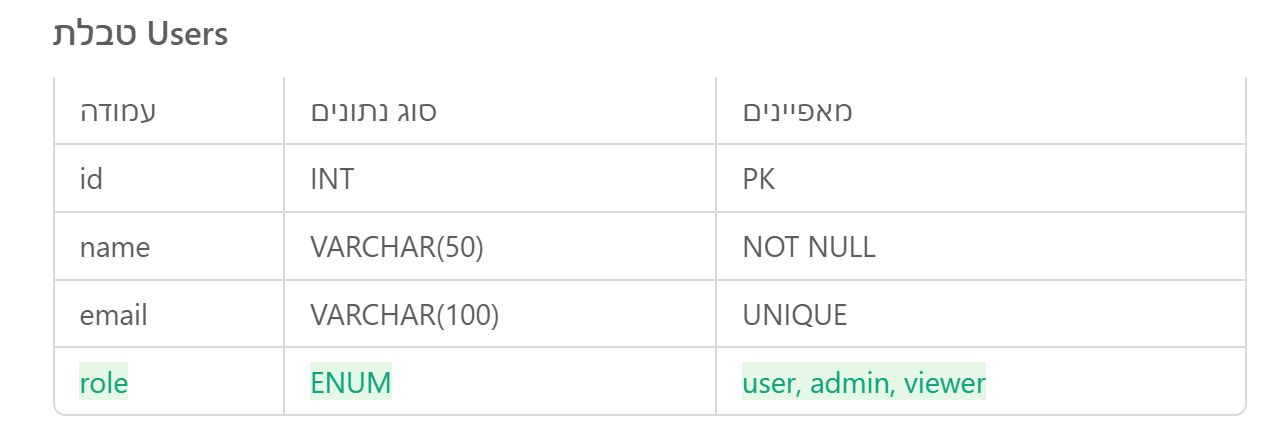 טבלת Users
עמודה סוג נתונים מאפיינים
id INT PK
name VARCHAR(50) NOT NULL
email VARCHAR(100) UNIQUE
role ENUM user, admin, viewer